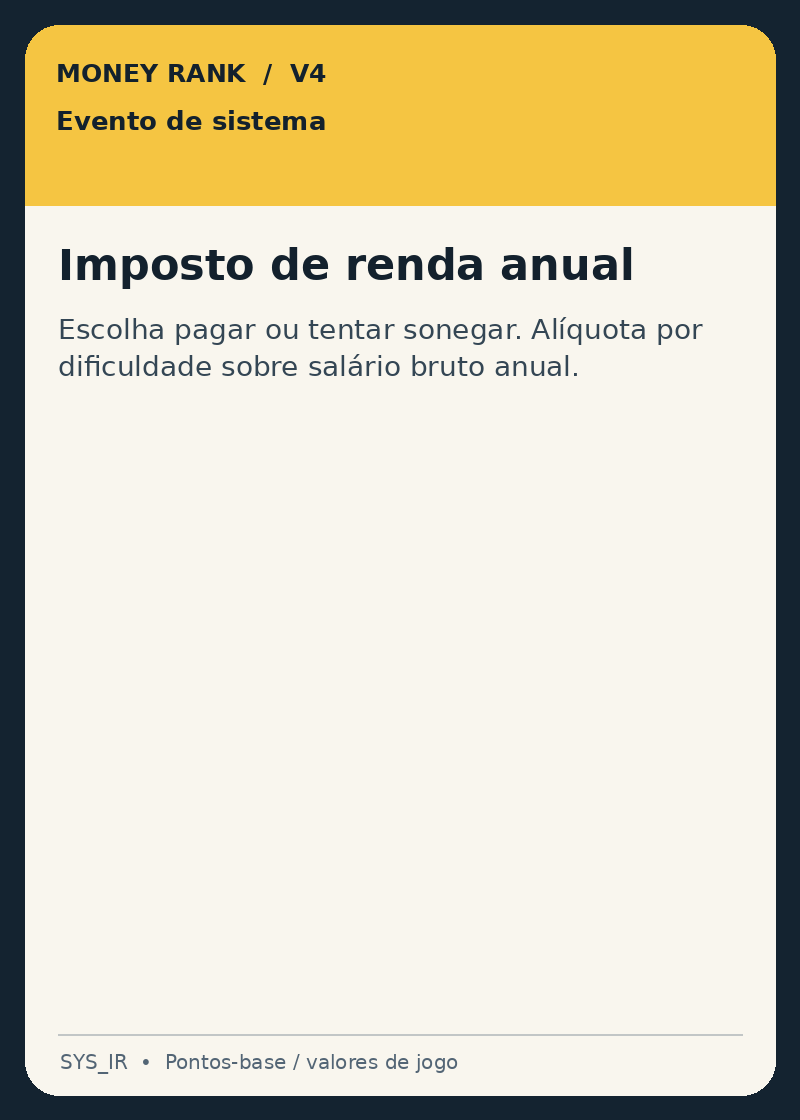 MONEY RANK / V4
Evento de sistema
Imposto de renda anual
Escolha pagar ou tentar sonegar. Alíquota por
dificuldade sobre salário bruto anual.
SYS_IR • Pontos-base / valores de jogo